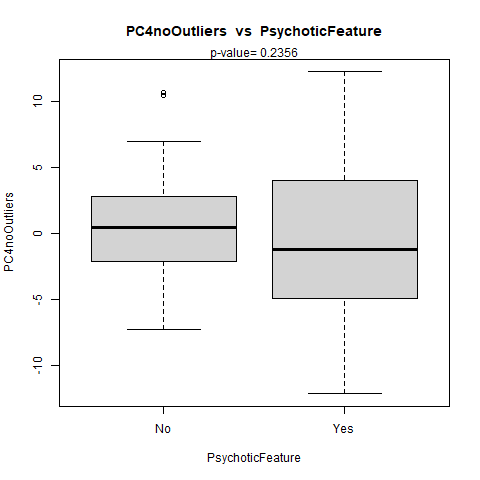 PC4noOutliers vs PsychoticFeature
p-value= 0.2356
PC4noOutliers
10
5
0
-5
-10
No
Yes
PsychoticFeature